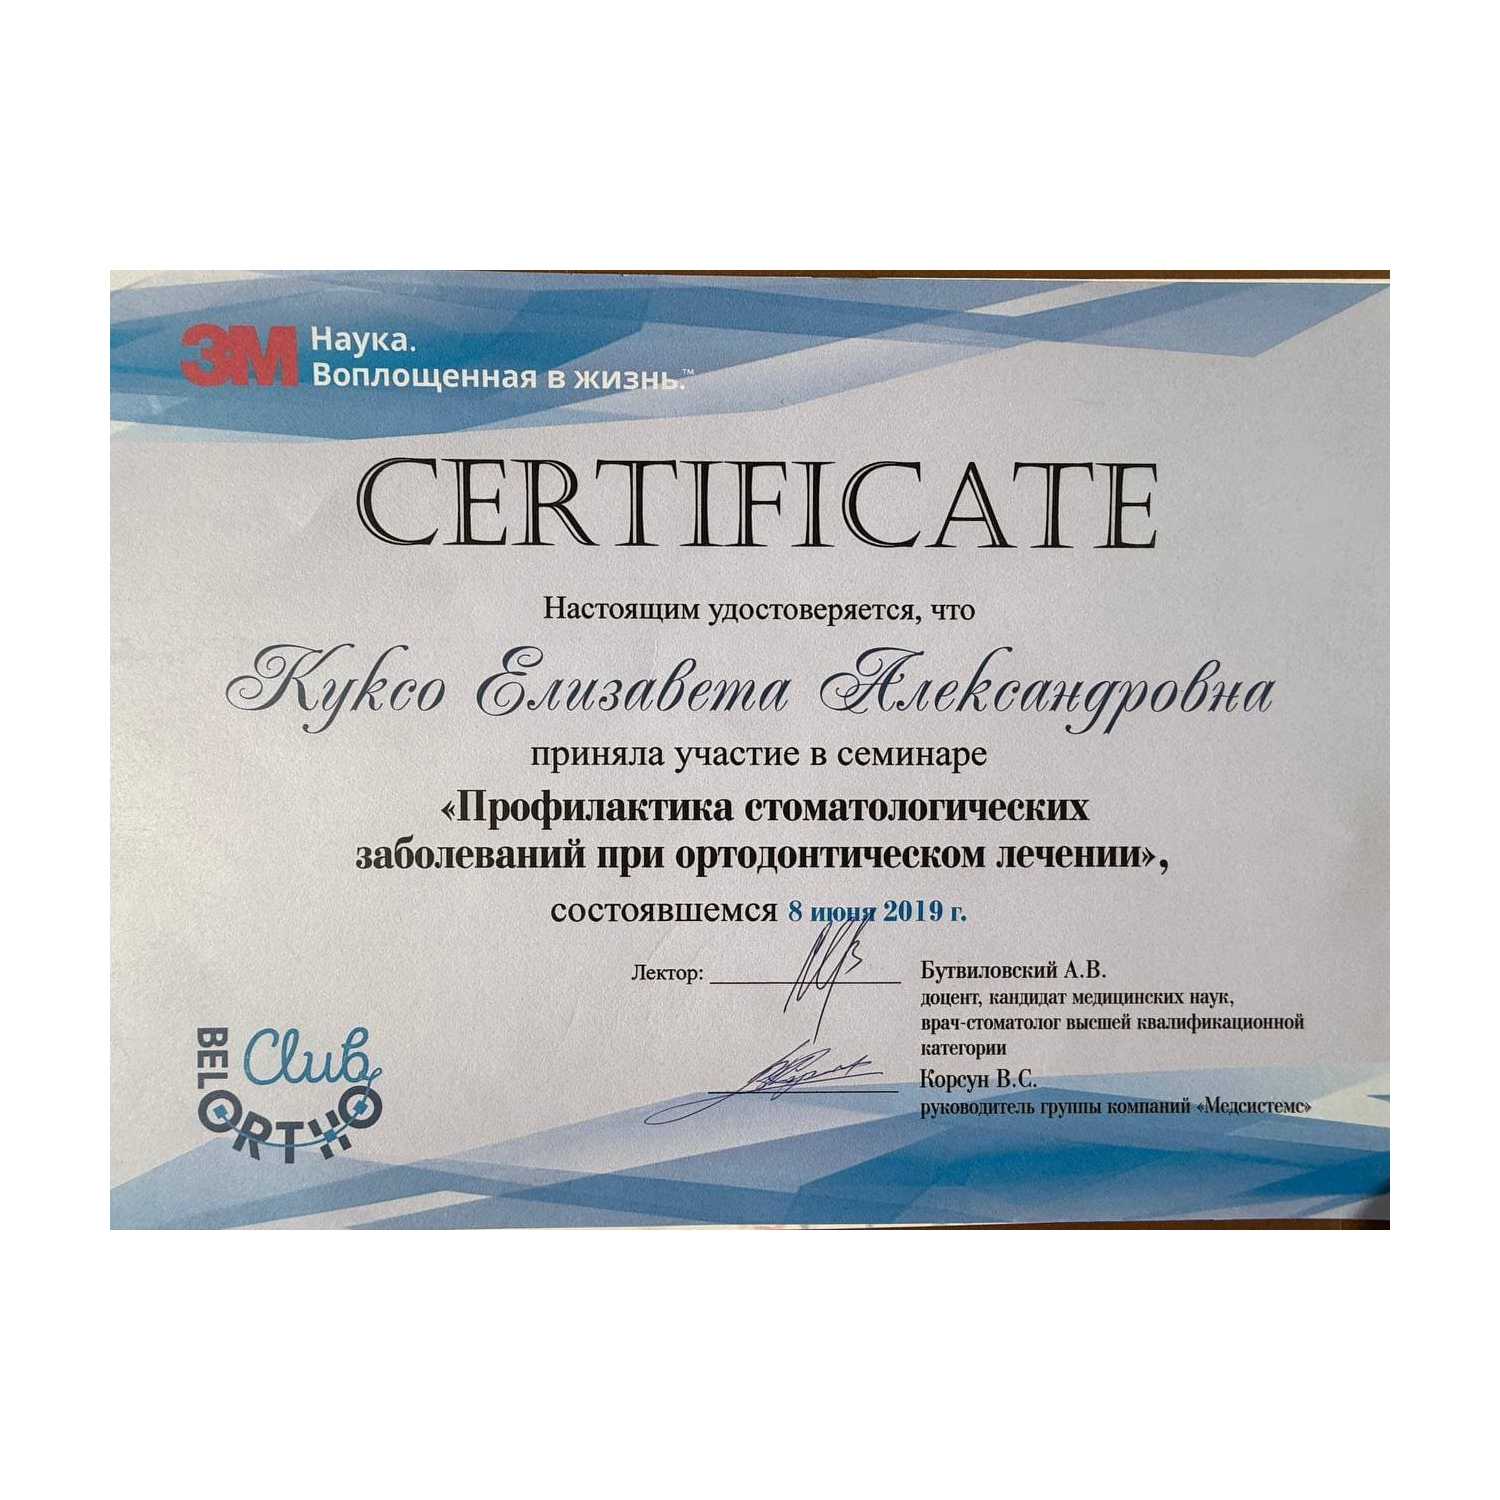 3M Наука.
Воплощенная в жизнь.™
CERTIFICATE
Настоящим удостоверяется, что
Куксо Елизавета Александровна
приняла участие в семинаре
«Профилактика стоматологических
заболеваний при ортодонтическом лечении»,
состоявшемся 8 июня 2019 г.
Лектор:
Бутвиловский А.В.
доцент, кандидат медицинских наук,
врач-стоматолог высшей квалификационной
категории
Корсун В.С.
руководитель группы компаний «Медсистемс»
BEL Club
ORTHO